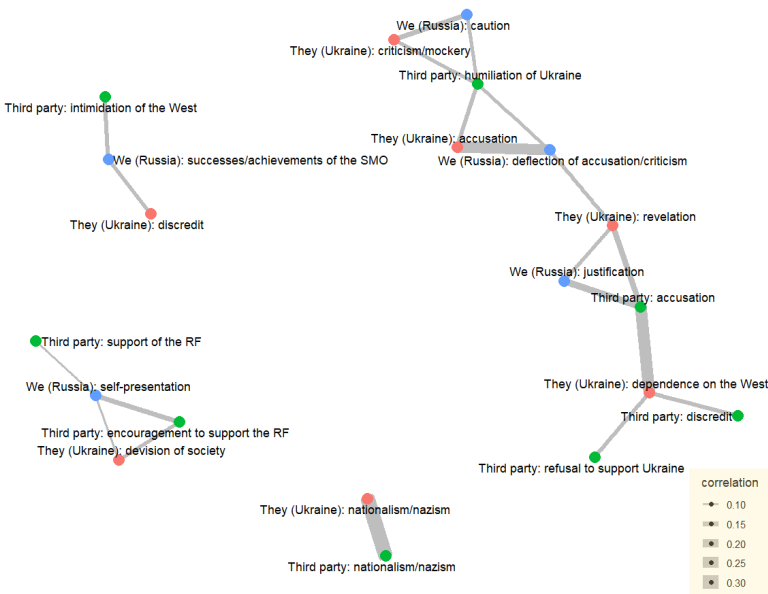 We (Russia): caution
They (Ukraine): criticism/mockery
Third party: humiliation of Ukraine
Third party: intimidation of the West
They (Ukraine): accusation
We (Russia): successes/achievements of the SMO
We (Russia): deflection of accusation/criticism
They (Ukraine): revelation
They (Ukraine): discredit
We (Russia): justification
Third party: accusation
Third party: support of the RF
They (Ukraine): dependence on the West
We (Russia): self-presentation
Third party: discredit
Third party: encouragement to support the RF
They (Ukraine): devision of society
Third party: refusal to support Ukraine
They (Ukraine): nationalism/nazism
Third party: nationalism/nazism
correlation
0.10
0.15
0.20
0.25
0.30